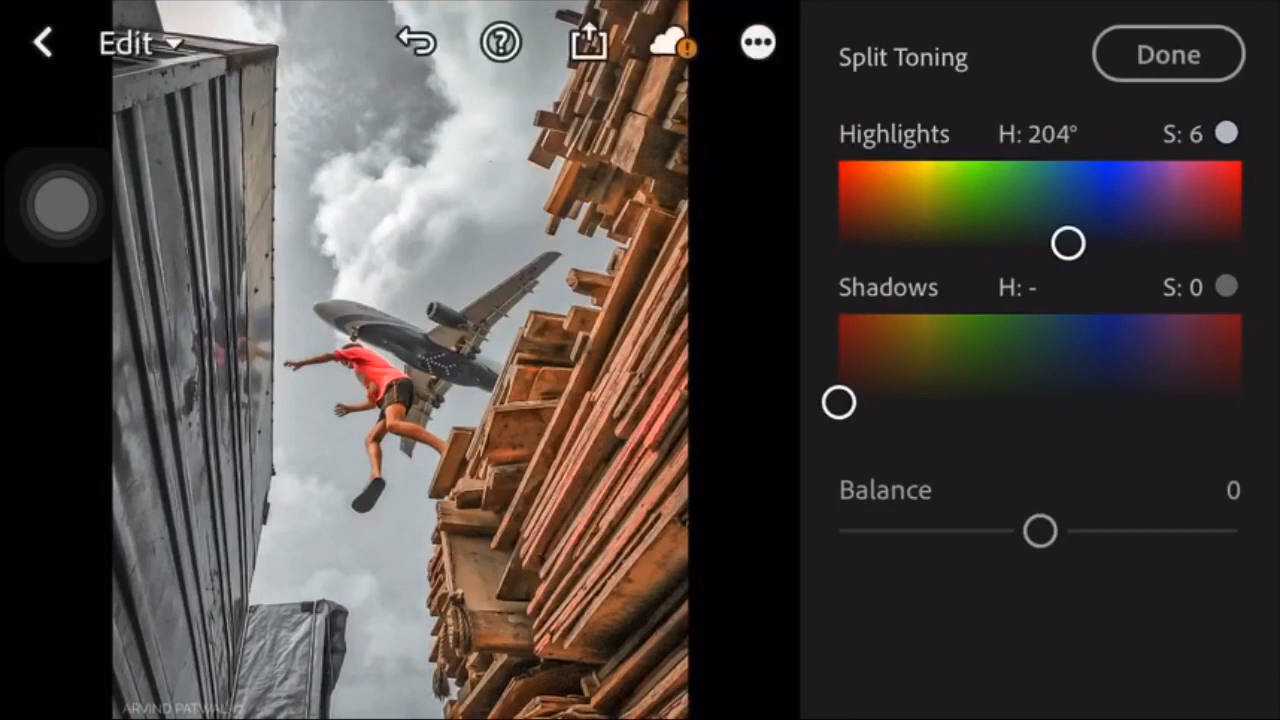 Edit
Split Toning
Done
Highlights H: 204° S: 6
Shadows H: - S: 0
Balance 0
ARVIND PATWAL